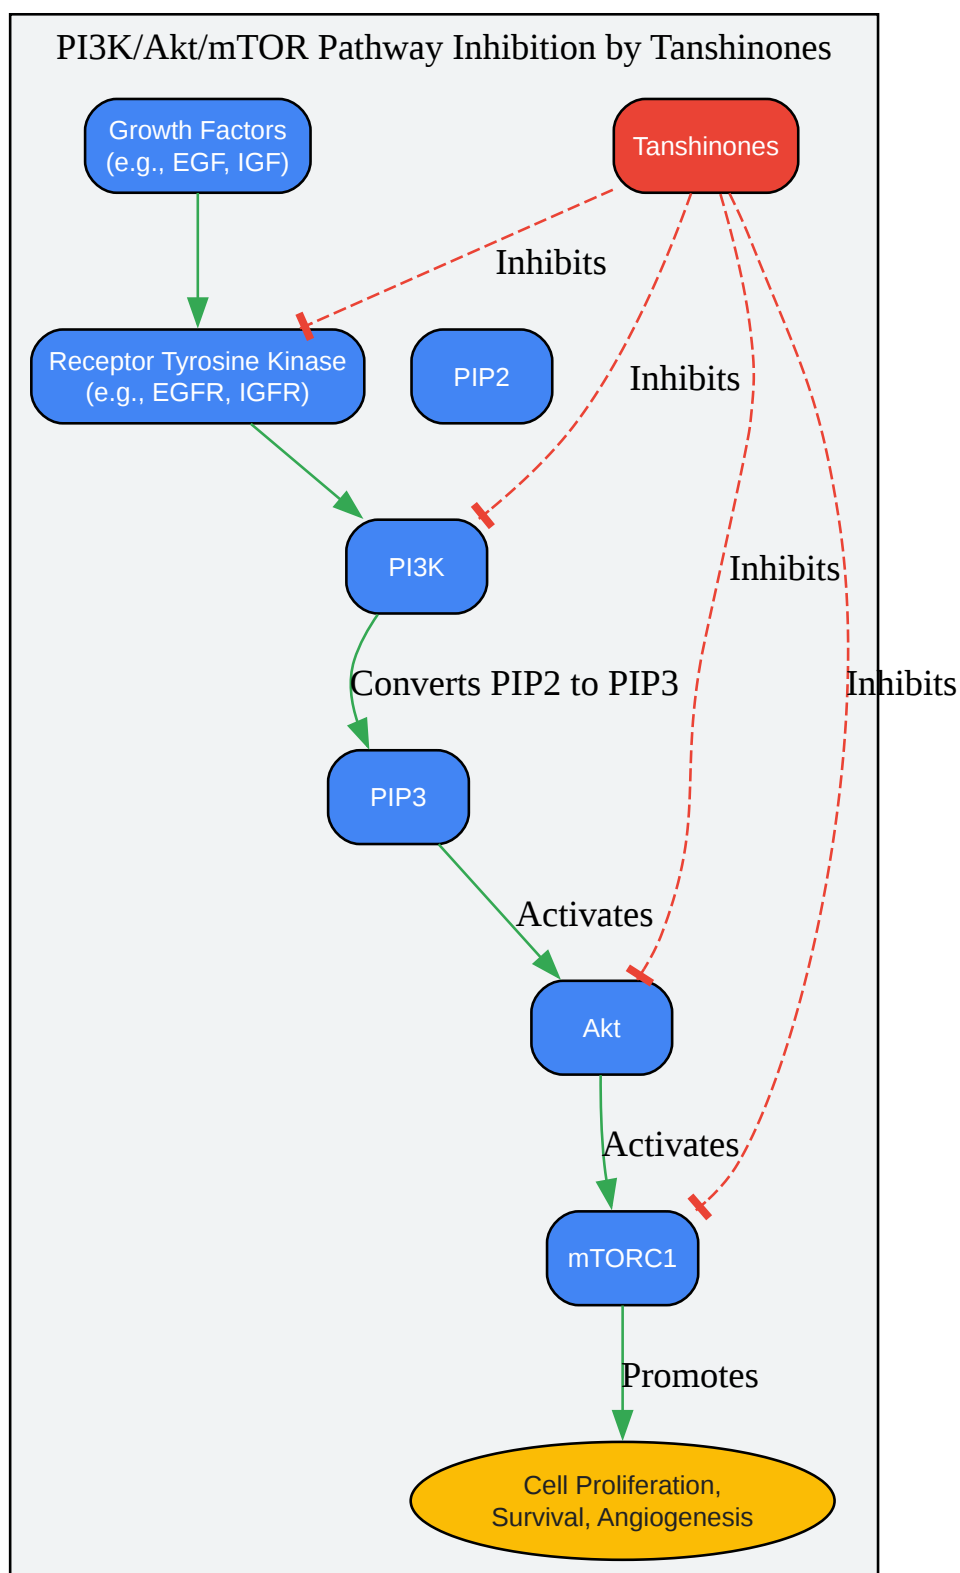 PI3K/Akt/mTOR Pathway Inhibition by Tanshinones
Growth Factors
(e.g., EGF, IGF)
Tanshinones
Inhibits
Receptor Tyrosine Kinase
(e.g., EGFR, IGFR)
PIP2
Inhibits
PI3K
Inhibits
Converts PIP2 to PIP3
Inhibits
PIP3
Activates
Akt
Activates
mTORC1
Promotes
Cell Proliferation,
Survival, Angiogenesis